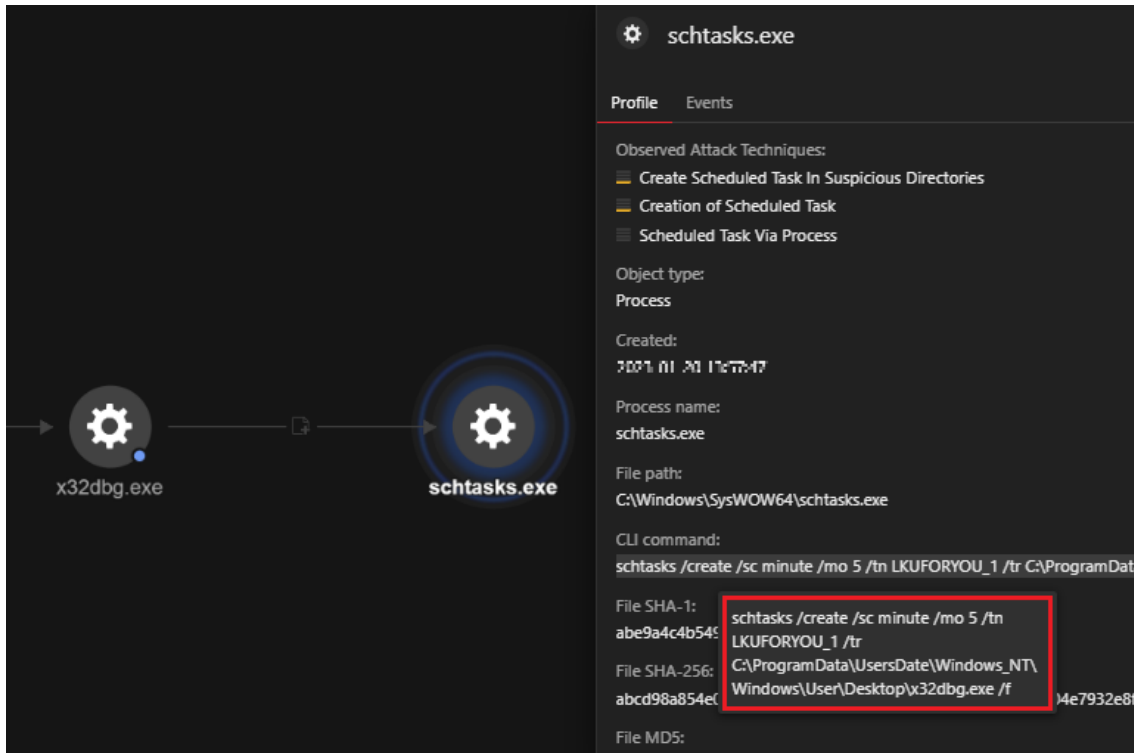 schtasks.exe
Profile Events
Observed Attack Techniques:
Create Scheduled Task In Suspicious Directories
Creation of Scheduled Task
Scheduled Task Via Process
Object type:
Process
Created:
Process name:
schtasks.exe
File path:
C:\Windows\SysWOW64\schtasks.exe
CLI command:
schtasks /create /sc minute /mo 5 /tn LKUFORYOU_1 /tr C:\ProgramDat
File SHA-1:
abe9a4c4b549
schtasks /create /sc minute /mo 5 /tn
LKUFORYOU_1 /tr
C:\ProgramData\UsersDate\Windows_NT\
Windows\User\Desktop\x32dbg.exe /f
File SHA-256:
abcd98a854e 04e7932e8
File MD5:
x32dbg.exe
schtasks.exe